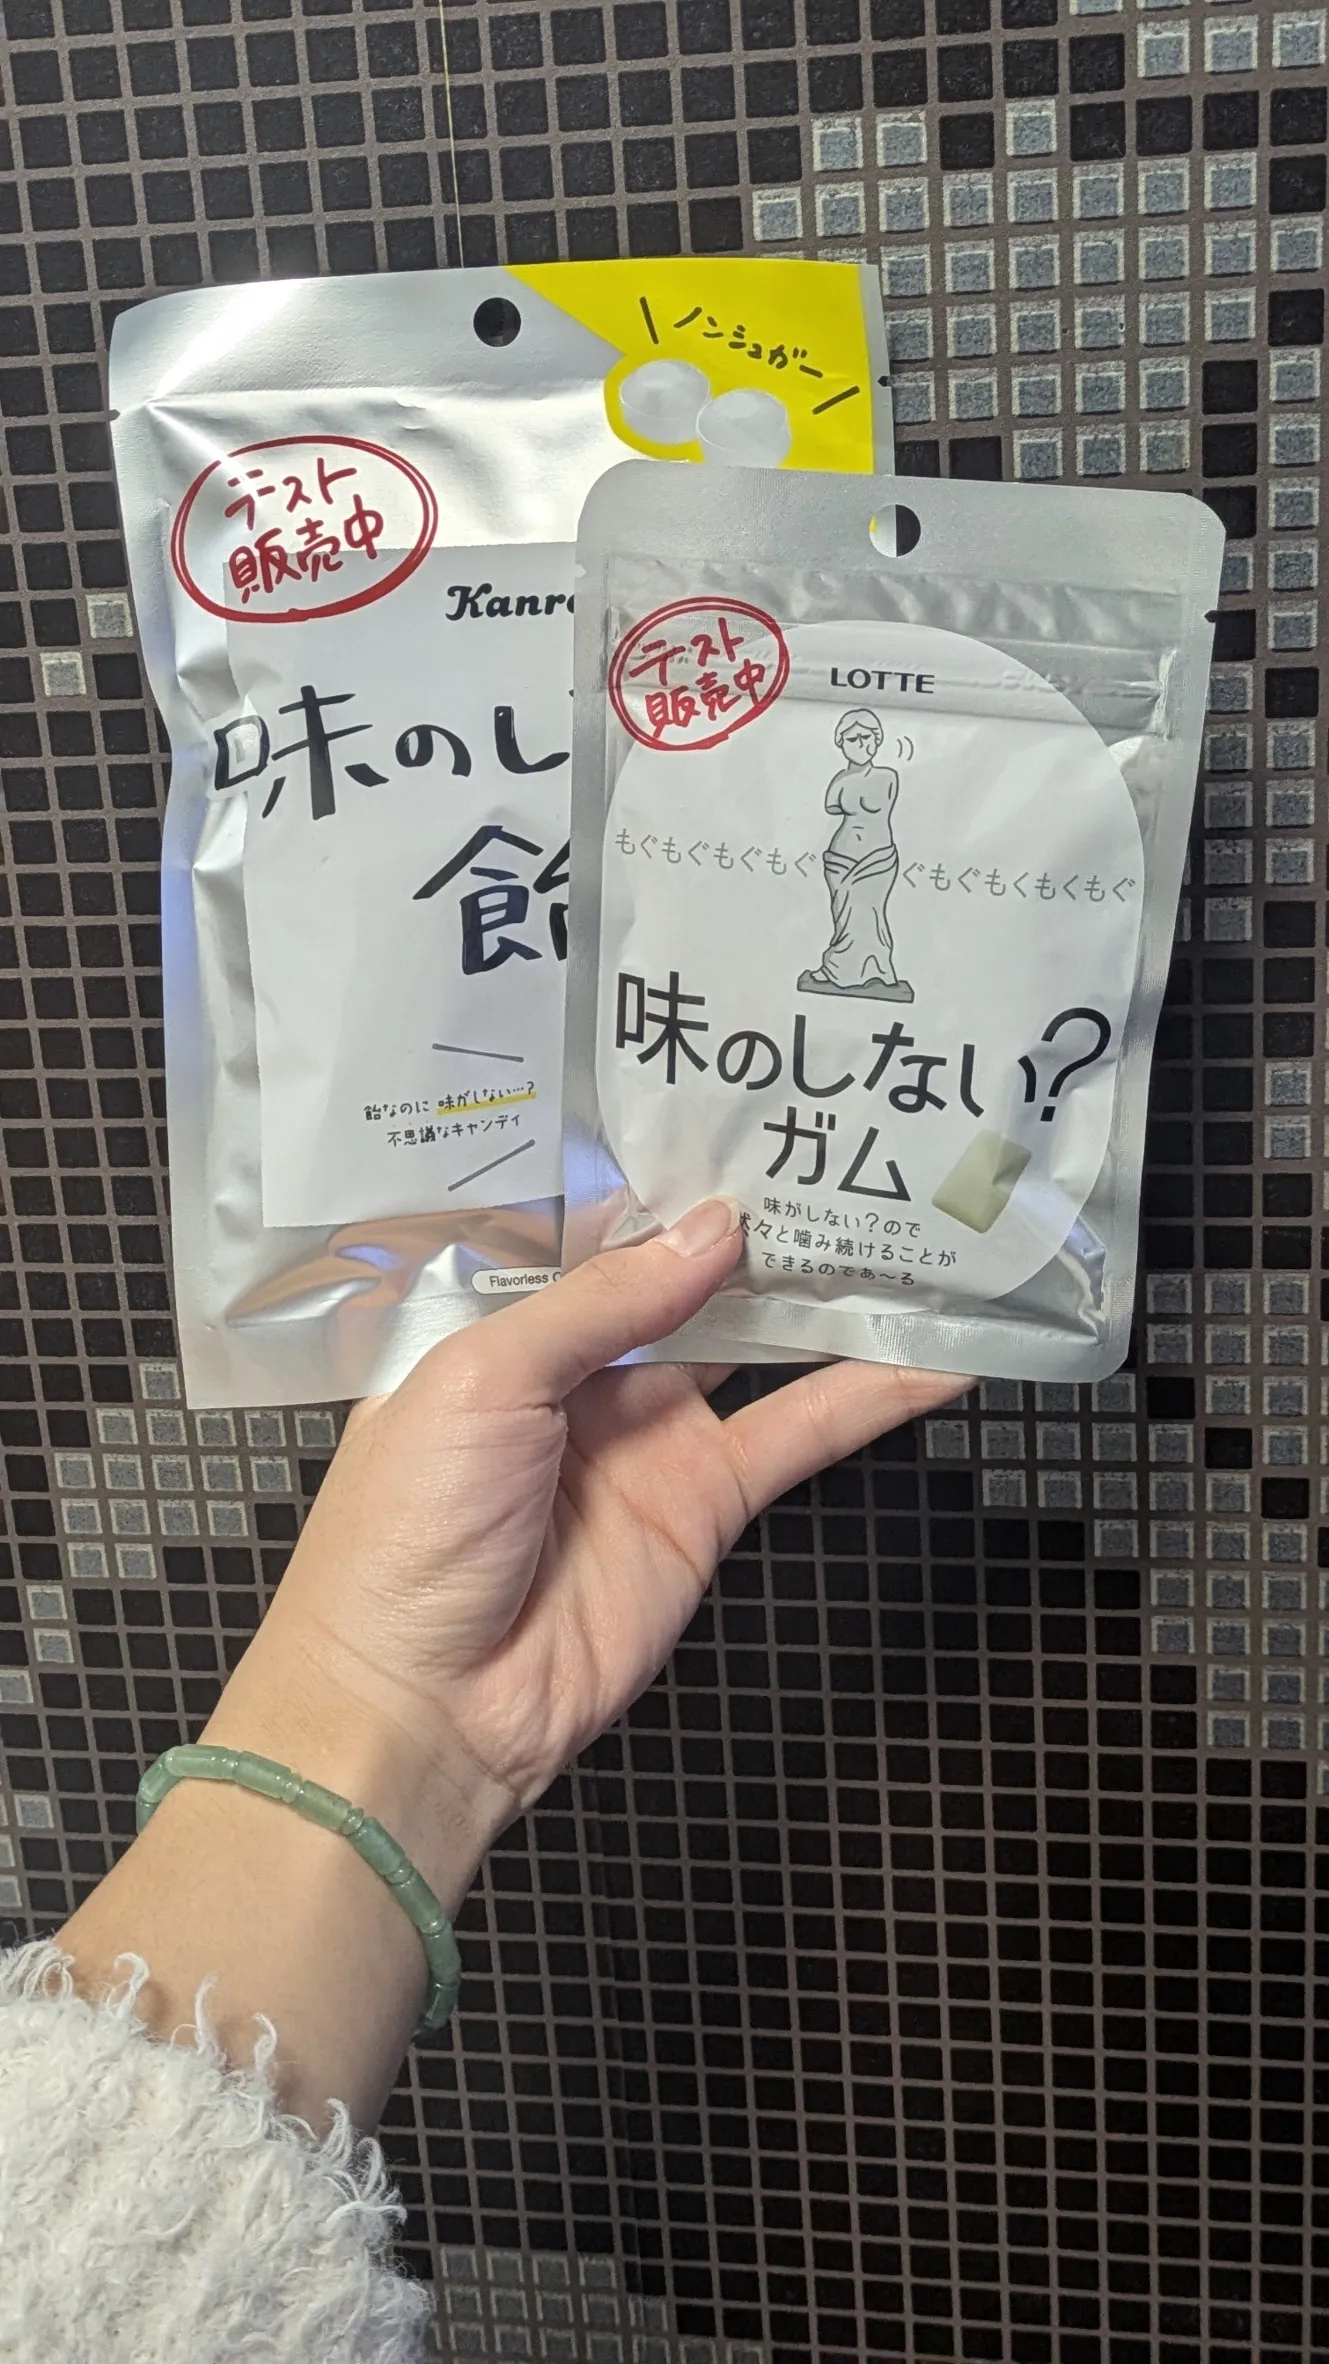 ノンシュガー
テスト
販売中
Kanro
味のし
飴
飴なのに 味がしない…?
不思議なキャンディ
Flavorless
テスト
販売中
LOTTE
もぐもぐもぐもぐ ぐもぐもぐもぐもぐ
味のしない?
ガム
味がしない?ので
々と噛み続けることが
できるのであ～る